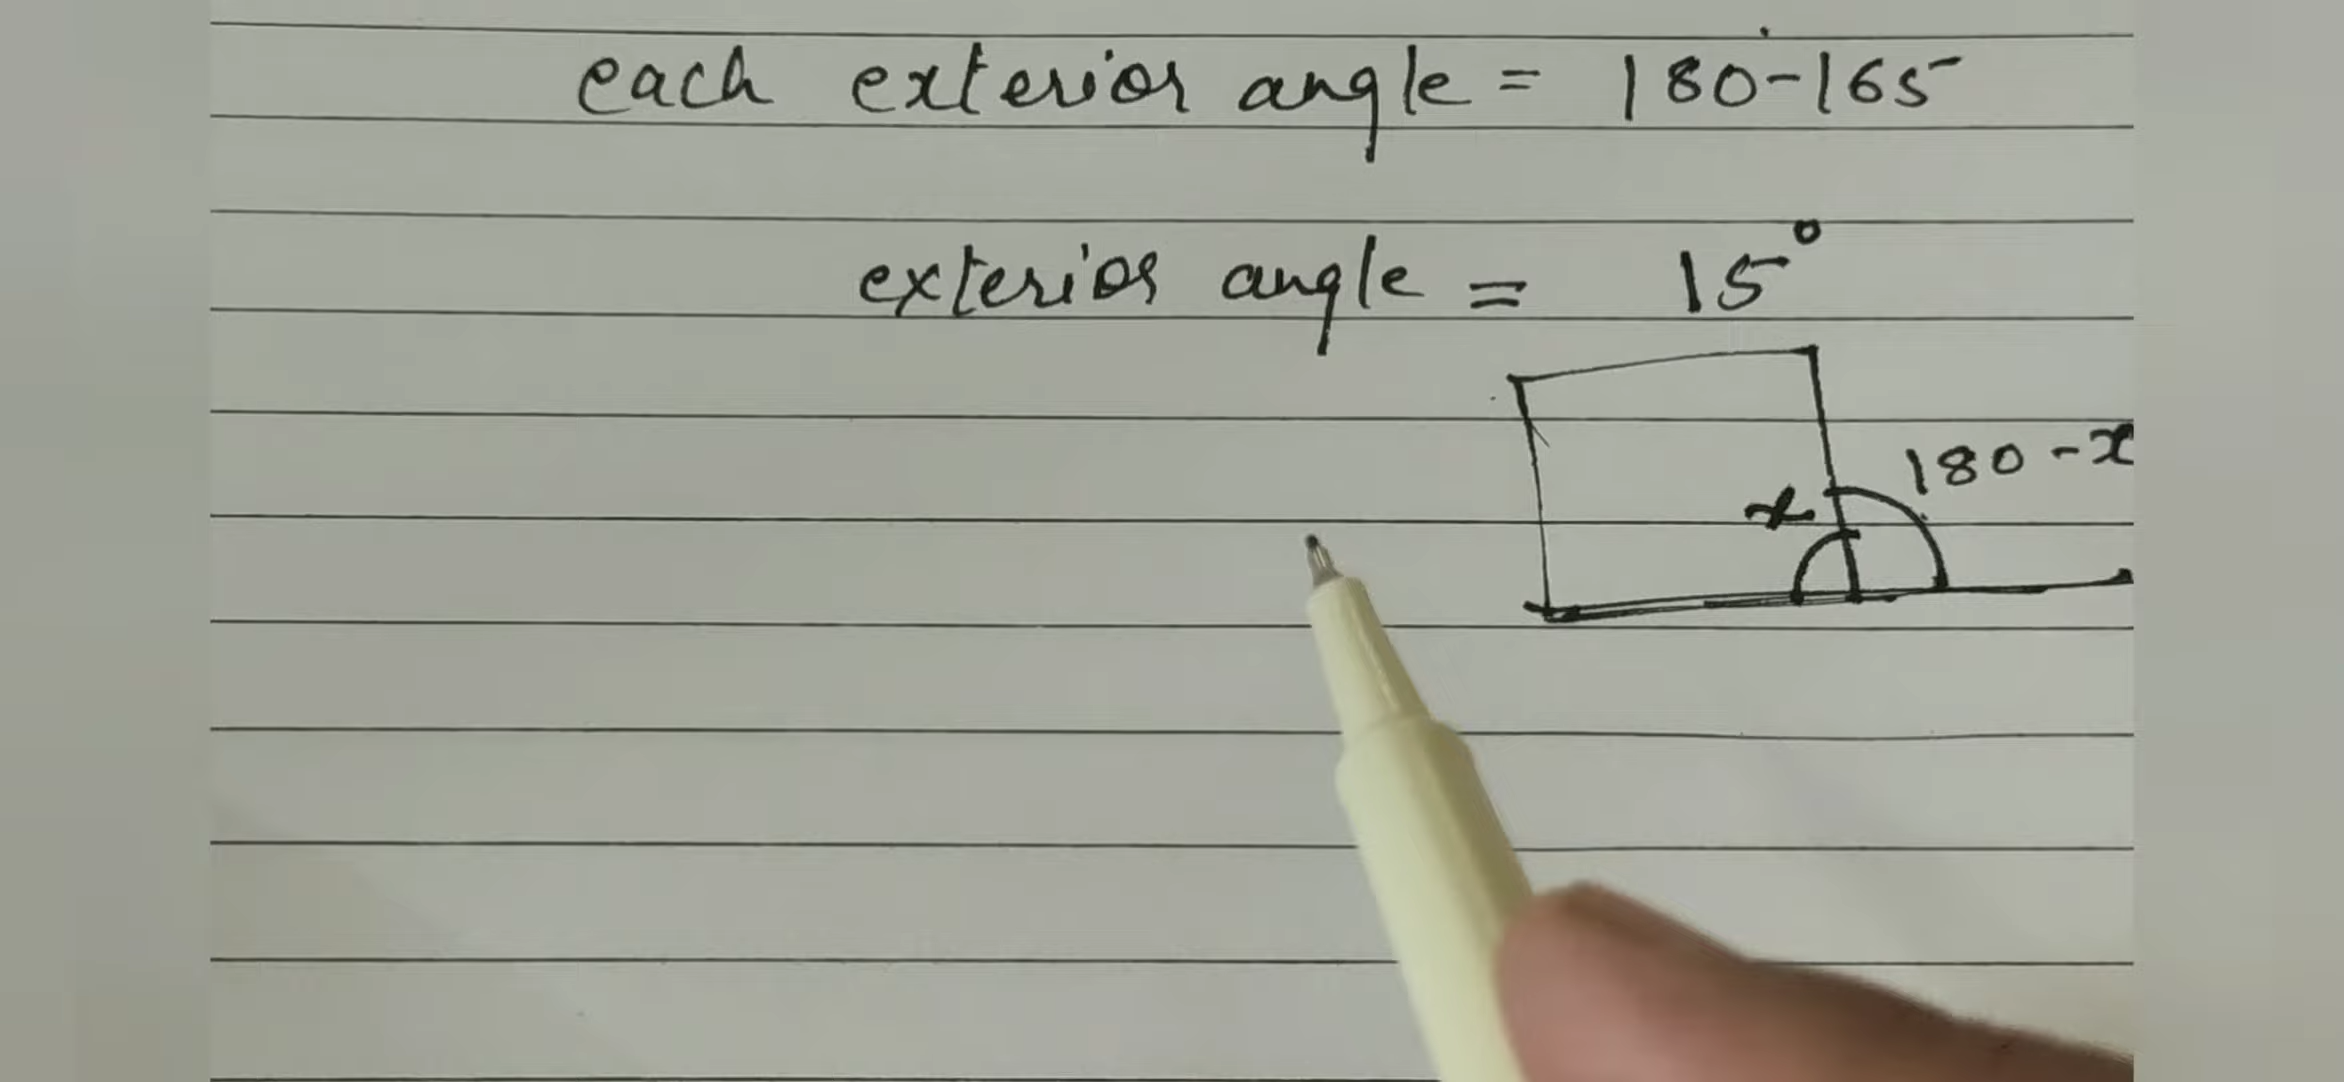 each exterior angle = 180-165
exterior angle = 15°
180-x
x